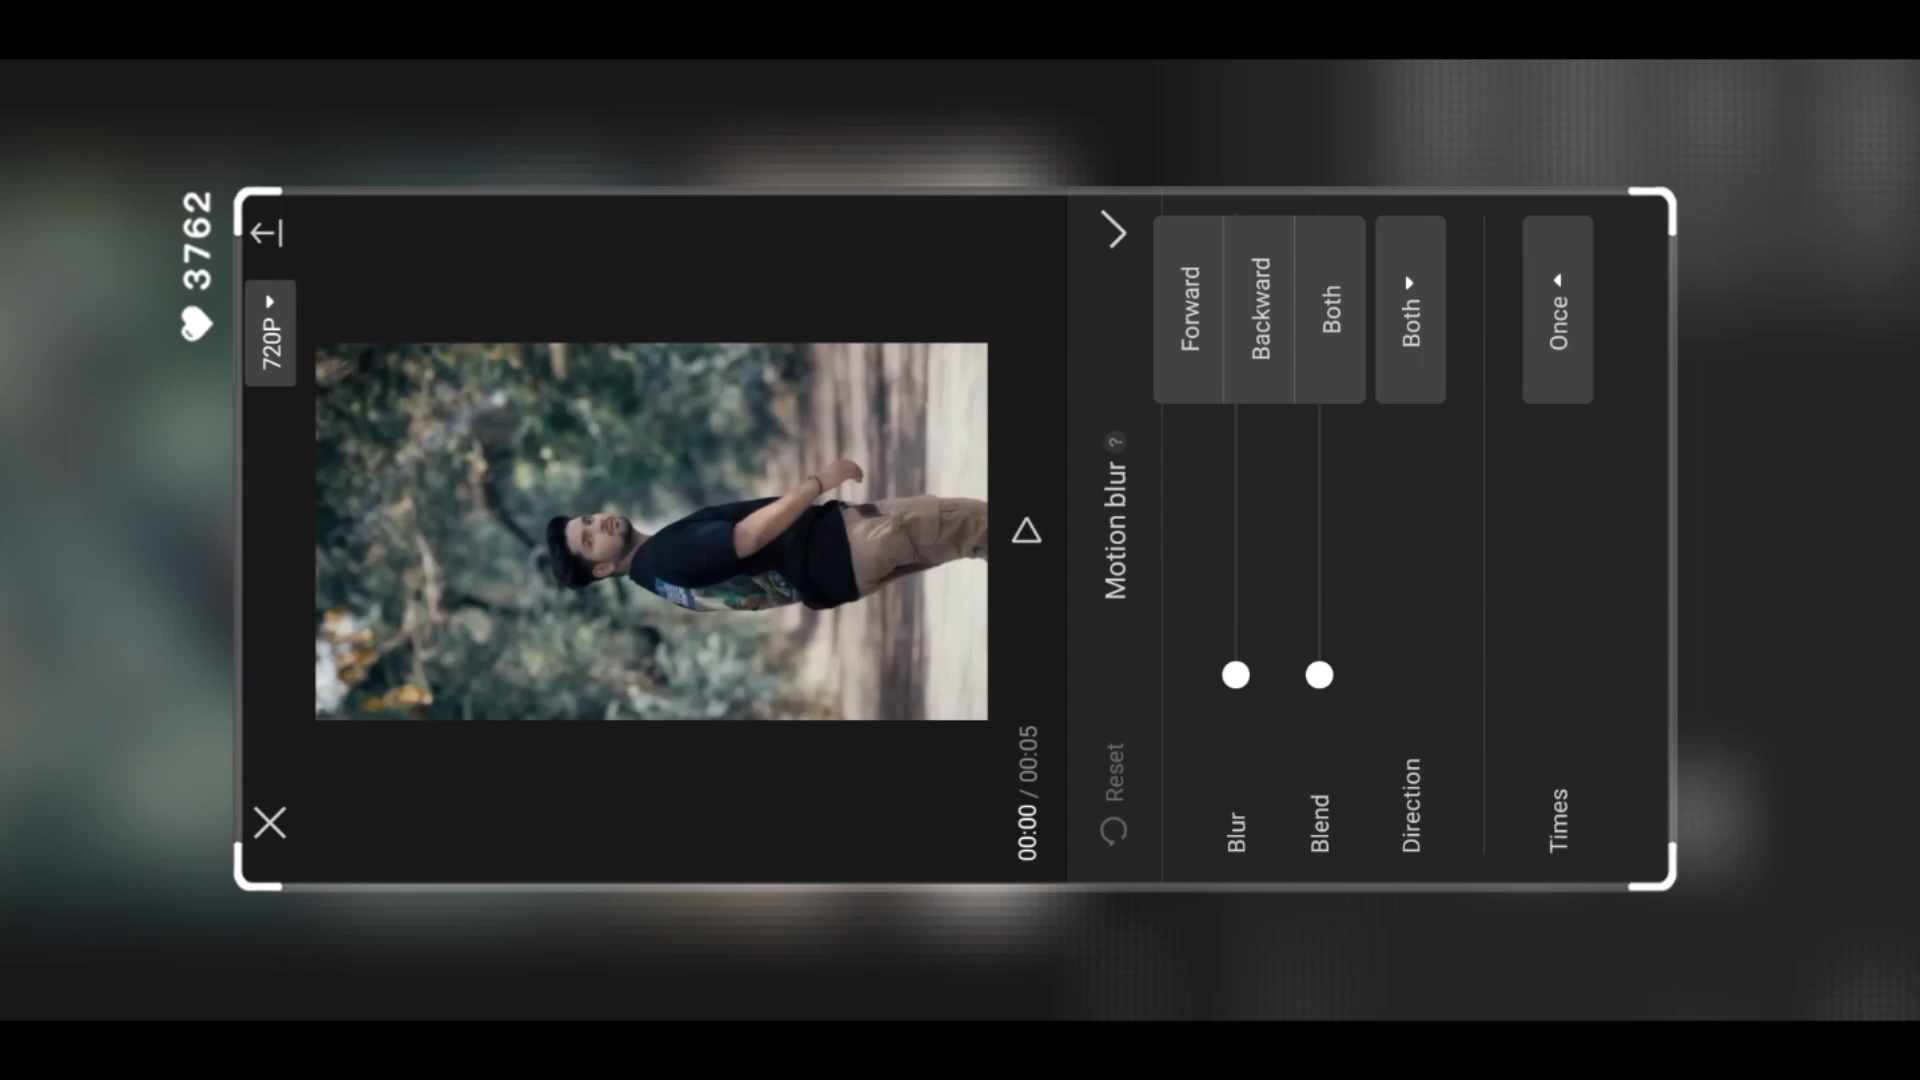 3762
720P
00:00 / 00:05
Reset
Motion blur ?
Forward
Blur
Backward
Blend
Both
Direction
Both
Times
Once